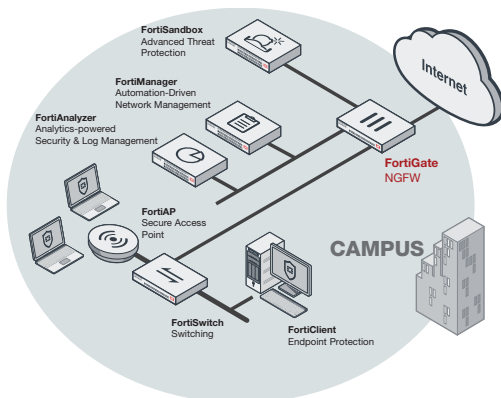 FortiSandbox
Advanced Threat
Protection
FortiManager
Automation-Driven
Network Management
FortiAnalyzer
Analytics-powered
Security & Log Management
Internet
FortiGate
NGFW
FortiAP
Secure Access
Point
CAMPUS
FortiSwitch
Switching
FortiClient
Endpoint Protection